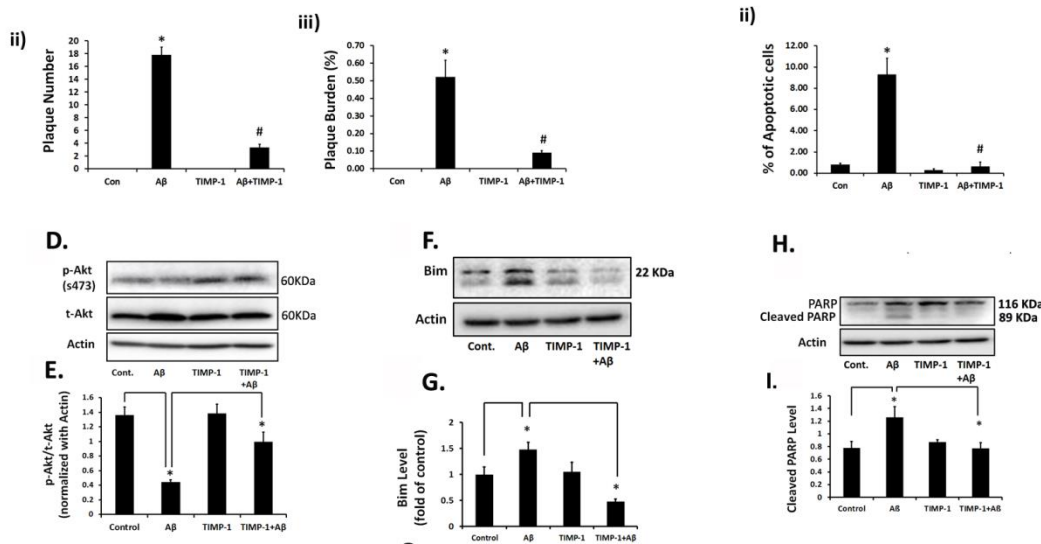 ii)
Plaque Number
20
18
16
14
12
10
8
6
4
2
0
*
#
Con Aβ TIMP-1 Aβ+TIMP-1
iii)
Plaque Burden (%)
0.70
0.60
0.50
0.40
0.30
0.20
0.10
0.00
*
#
Con Aβ TIMP-1 Aβ+TIMP-1
ii)
% of Apoptotic cells
12.00
10.00
8.00
6.00
4.00
2.00
0.00
*
#
Con Aβ TIMP-1 Aβ+TIMP-1
D.
p-Akt
(s473)
60KDa
t-Akt
60KDa
Actin
Cont. Aβ TIMP-1 TIMP-1
+Aβ
E.
p-Akt/t-Akt
(normalized with Actin)
1.6
1.4
1.2
1
0.8
0.6
0.4
0.2
0
*
*
Control Aβ TIMP-1 TIMP-1+Aβ
F.
Bim
22 KDa
Actin
Cont. Aβ TIMP-1 TIMP-1
+Aβ
G.
Bim Level
(fold of control)
2
1.5
1
0.5
0
*
*
Control Aβ TIMP-1 TIMP-1+Aβ
H.
PARP 116 KDa
Cleaved PARP 89 KDa
Actin
Cont. Aβ TIMP-1 TIMP-1
+Aβ
I.
Cleaved PARP Level
1.6
1.4
1.2
1.0
0.8
0.6
0.4
0.2
0
*
*
Control Aß TIMP-1 TIMP-1+Aß